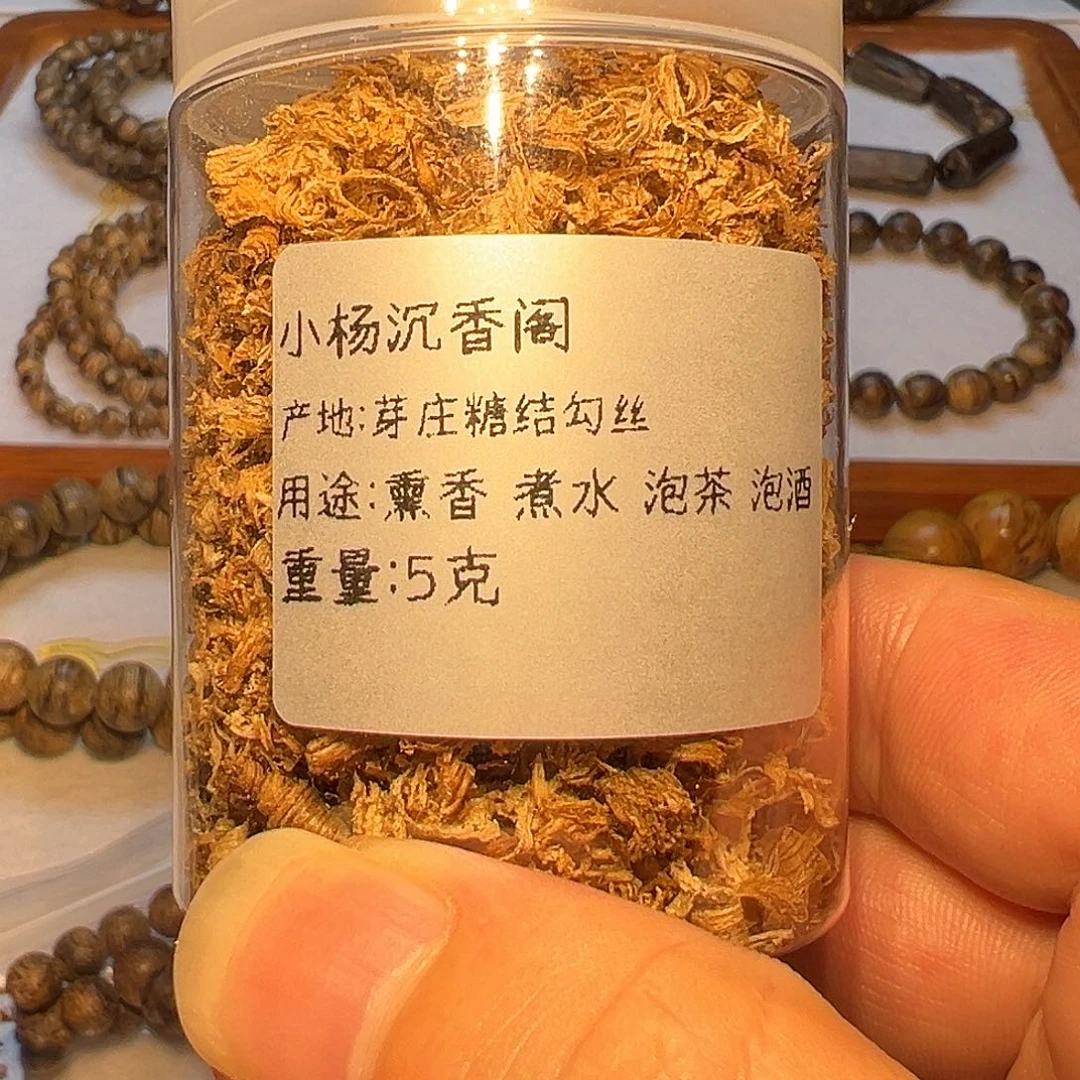 小杨沉香阁
产地:芽庄糖结勾丝
用途:熏香 煮水 泡茶 泡酒
重量:5克